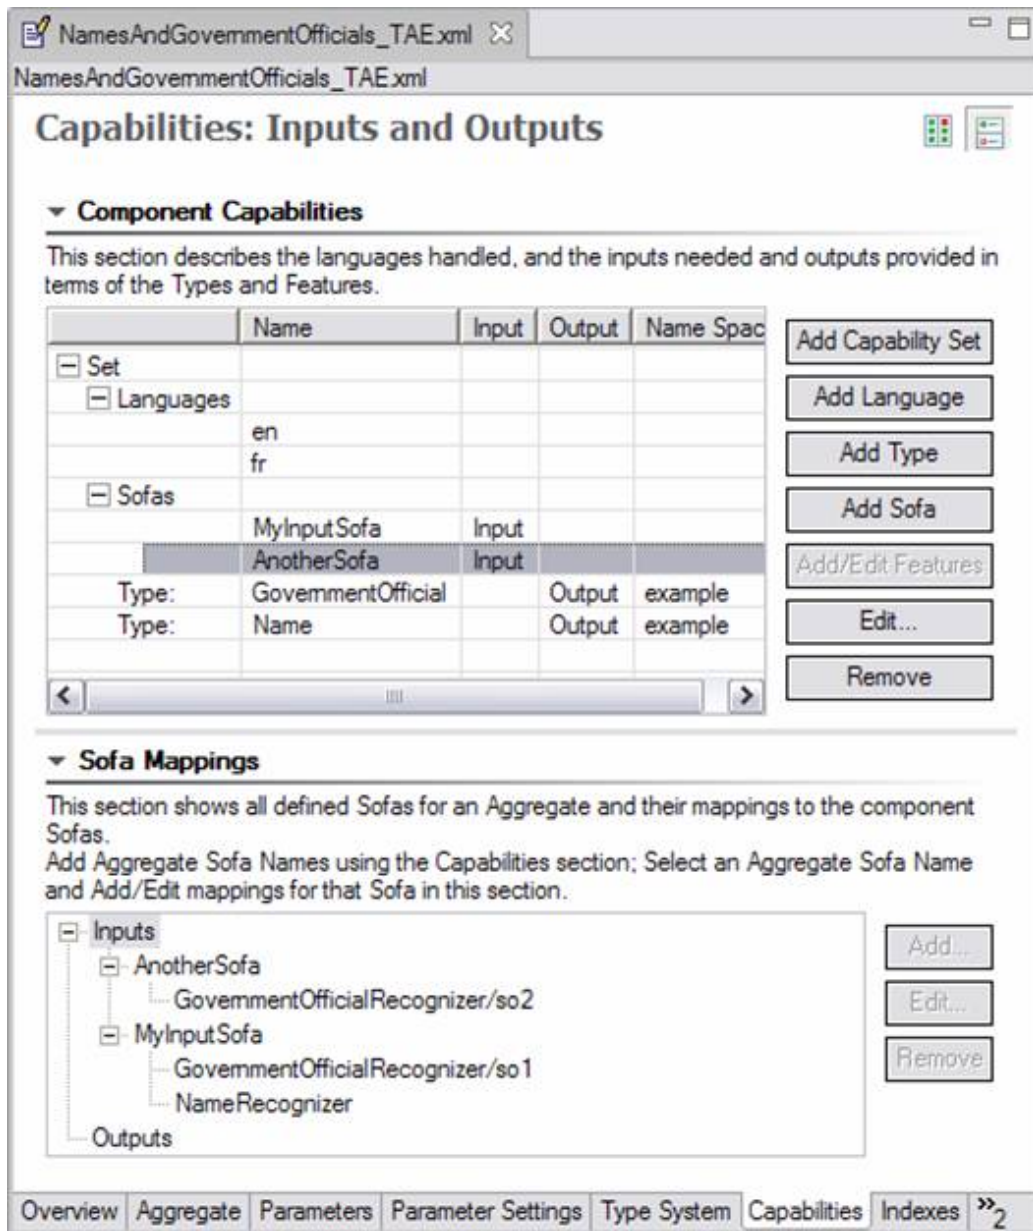 NamesAndGovernmentOfficials_TAE.xml
NamesAndGovernmentOfficials_TAE.xml
Capabilities: Inputs and Outputs
Component Capabilities
This section describes the languages handled, and the inputs needed and outputs provided in
terms of the Types and Features.
Name Input Output Name Spac
Set
Languages
en
fr
Sofas
MyInputSofa Input
AnotherSofa Input
Type: GovernmentOfficial Output example
Type: Name Output example
Add Capability Set
Add Language
Add Type
Add Sofa
Add/Edit Features
Edit...
Remove
Sofa Mappings
This section shows all defined Sofas for an Aggregate and their mappings to the component
Sofas.
Add Aggregate Sofa Names using the Capabilities section; Select an Aggregate Sofa Name
and Add/Edit mappings for that Sofa in this section.
Inputs
AnotherSofa
GovernmentOfficialRecognizer/so2
MyInputSofa
GovernmentOfficialRecognizer/so1
NameRecognizer
Outputs
Add...
Edit...
Remove
Overview Aggregate Parameters Parameter Settings Type System Capabilities Indexes »2